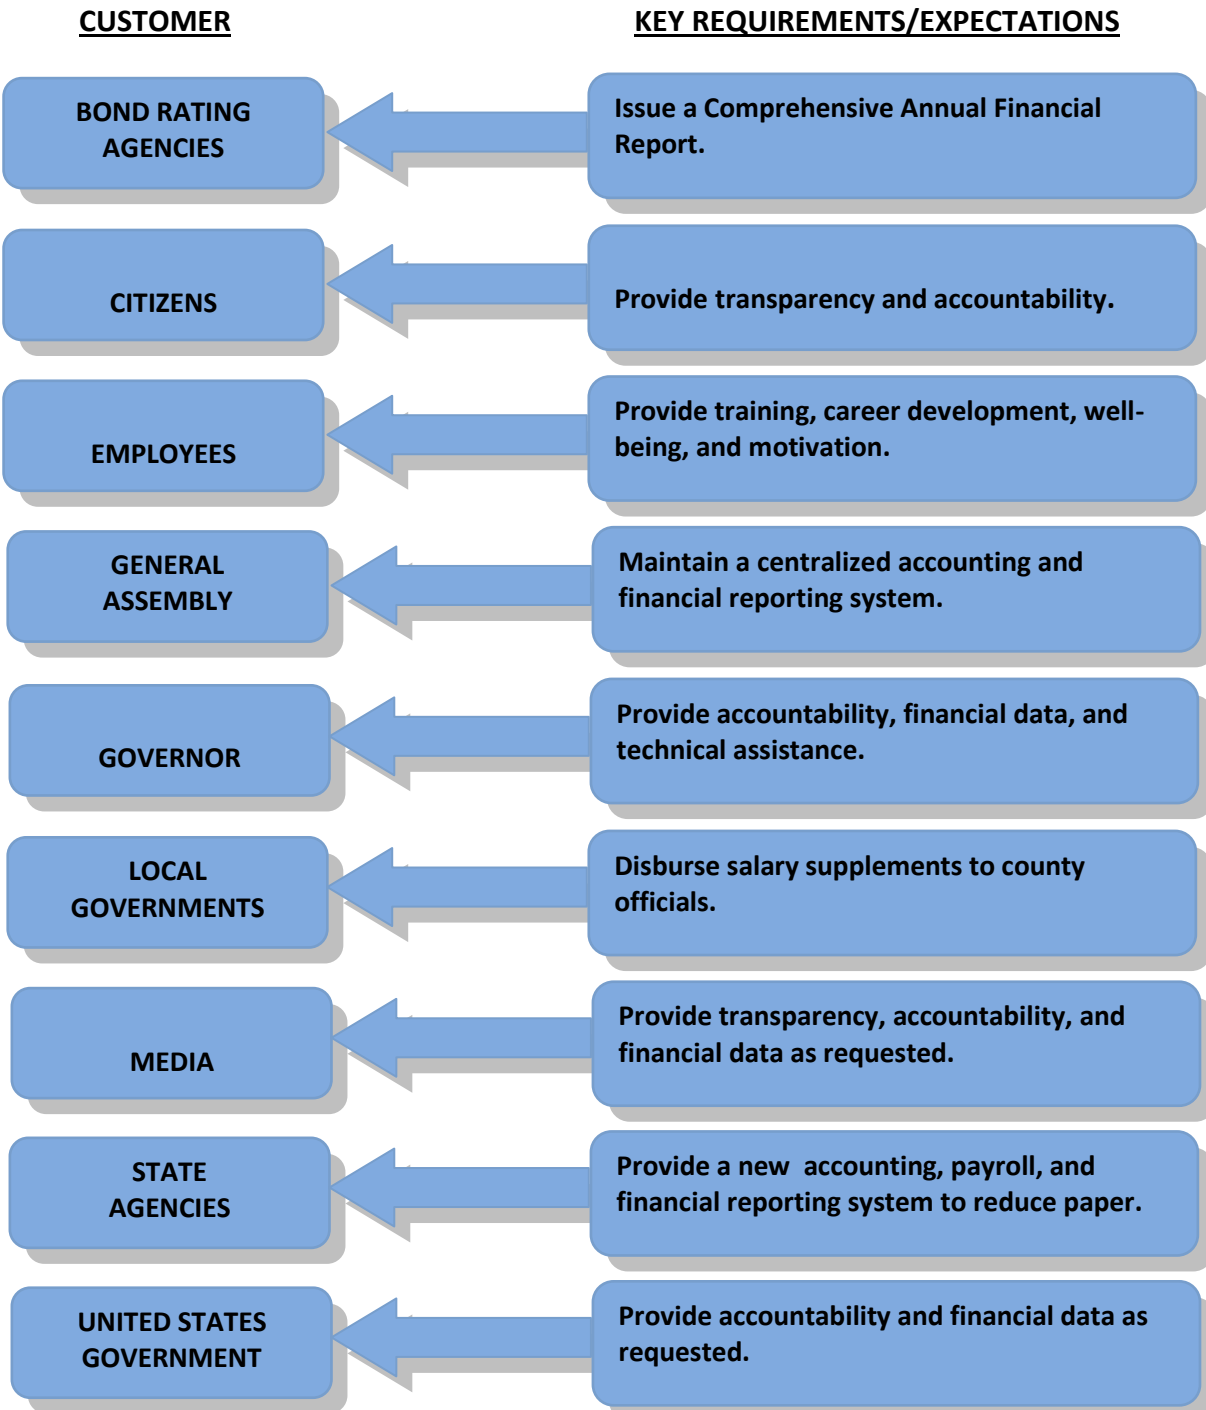 CUSTOMER
KEY REQUIREMENTS/EXPECTATIONS
BOND RATING
AGENCIES
Issue a Comprehensive Annual Financial
Report.
CITIZENS
Provide transparency and accountability.
EMPLOYEES
Provide training, career development, well-
being, and motivation.
GENERAL
ASSEMBLY
Maintain a centralized accounting and
financial reporting system.
GOVERNOR
Provide accountability, financial data, and
technical assistance.
LOCAL
GOVERNMENTS
Disburse salary supplements to county
officials.
MEDIA
Provide transparency, accountability, and
financial data as requested.
STATE
AGENCIES
Provide a new  accounting, payroll, and
financial reporting system to reduce paper.
UNITED STATES
GOVERNMENT
Provide accountability and financial data as
requested.